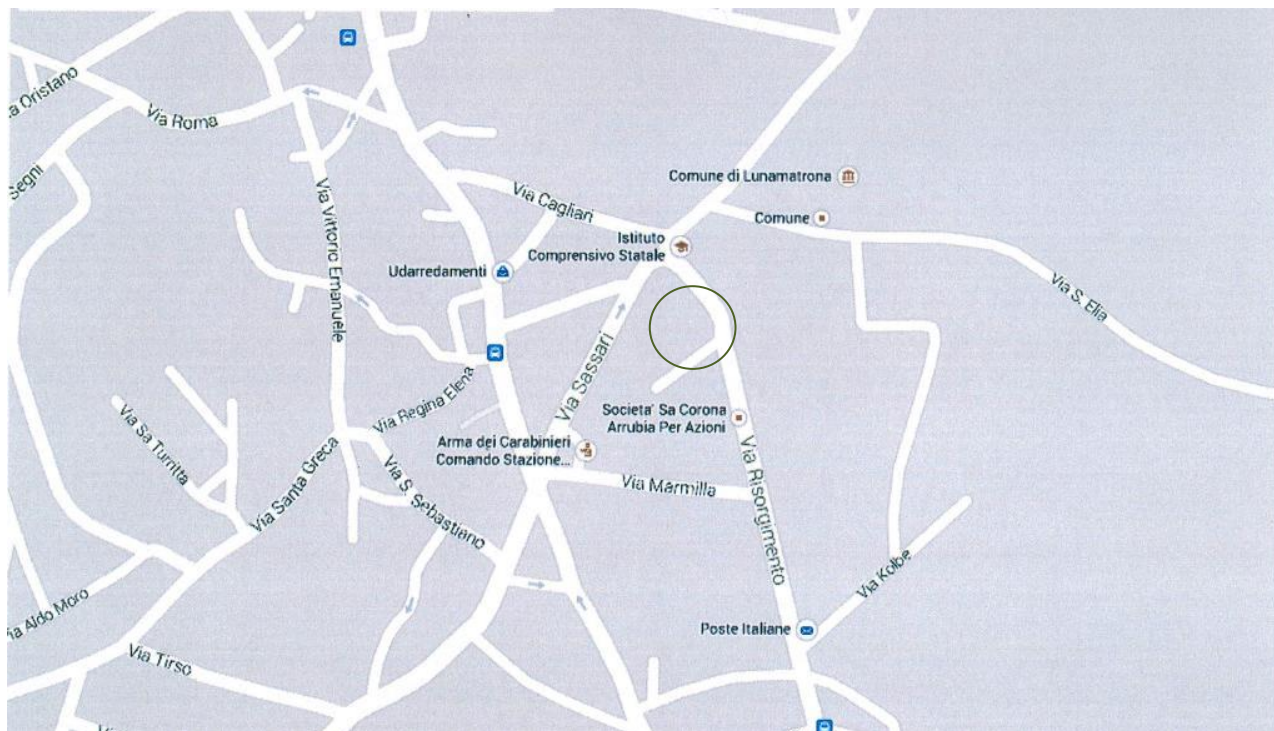 a Oristano
Via Roma
Segni
Via Vittorio Emanuele
Via Cagliari
Comune di Lunamatrona
Comune
Istituto
Comprensivo Statale
Udarredamenti
Via S. Elia
Via Sassari
Via Regina Elena
Societa' Sa Corona
Arrubia Per Azioni
Via Sa Turritta
Via Santa Greca
Via S. Sebastiano
Arma dei Carabinieri
Comando Stazione...
Via Marmilla
Via Risorgimento
Via Kolbe
Via Aldo Moro
Poste Italiane
Via Tirso